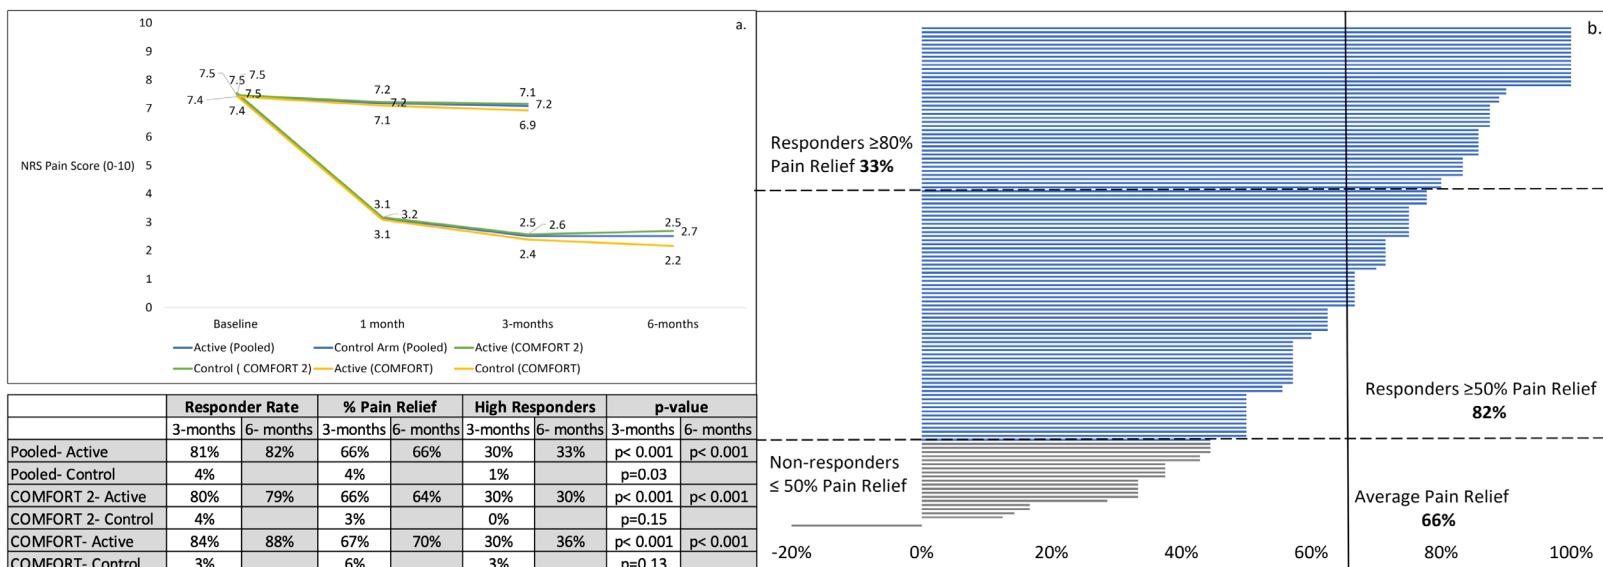 a.
10
9
8
7
6
5
4
3
2
1
0
NRS Pain Score (0-10)
7.5
7.5
7.5
7.4
7.5
7.4
7.2
7.2
7.1
7.1
7.2
6.9
3.1
3.2
3.1
2.5
2.6
2.4
2.5
2.7
2.2
Baseline 1 month 3-months 6-months
Active (Pooled) Control Arm (Pooled) Active (COMFORT 2)
Control ( COMFORT 2) Active (COMFORT) Control (COMFORT)
Responder Rate % Pain Relief High Responders p-value
3-months 6- months 3-months 6- months 3-months 6- months 3-months 6- months
Pooled- Active 81% 82% 66% 66% 30% 33% p< 0.001 p< 0.001
Pooled- Control 4% 4% 1% p=0.03
COMFORT 2- Active 80% 79% 66% 64% 30% 30% p< 0.001 p< 0.001
COMFORT 2- Control 4% 3% 0% p=0.15
COMFORT- Active 84% 88% 67% 70% 30% 36% p< 0.001 p< 0.001
COMFORT- Control 3% 6% 3% p=0.13
b.
Responders ≥80%
Pain Relief 33%
Responders ≥50% Pain Relief
82%
Non-responders
≤ 50% Pain Relief
Average Pain Relief
66%
-20% 0% 20% 40% 60% 80% 100%